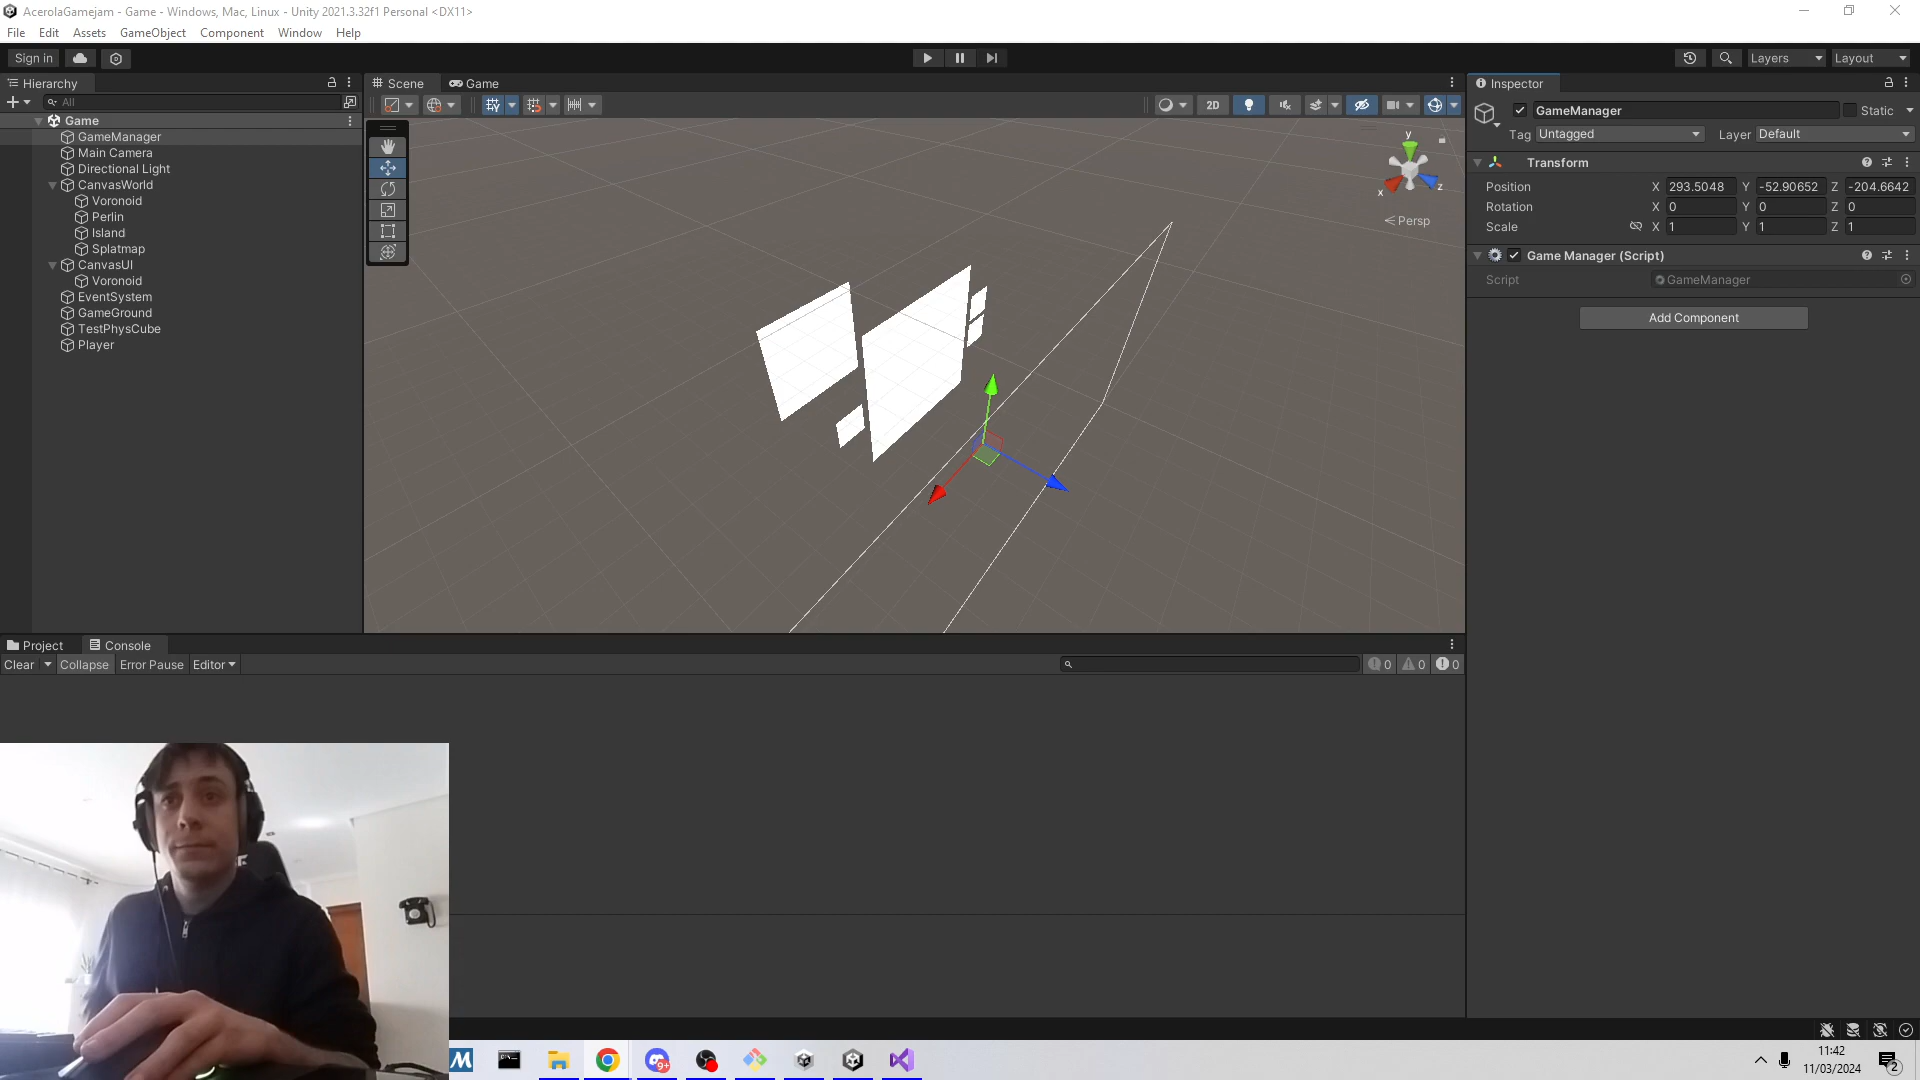 AcerolaGamejam - Game - Windows, Mac, Linux - Unity 2021.3.32f1 Personal <DX11>
File Edit Assets GameObject Component Window Help
Sign in
Layers
Layout
Hierarchy
All
Game
GameManager
Main Camera
Directional Light
CanvasWorld
Voronoid
Perlin
Island
Splatmap
CanvasUI
Voronoid
EventSystem
GameGround
TestPhysCube
Player
Scene Game
2D
y
x
z
Persp
Inspector
GameManager
Static
Tag Untagged Layer Default
Transform
Position X 293.5048 Y -52.90652 Z -204.6642
Rotation X 0 Y 0 Z 0
Scale X 1 Y 1 Z 1
Game Manager (Script)
Script GameManager
Add Component
Project Console
Clear Collapse Error Pause Editor
0 0 0
M
9+
11:42
11/03/2024
2